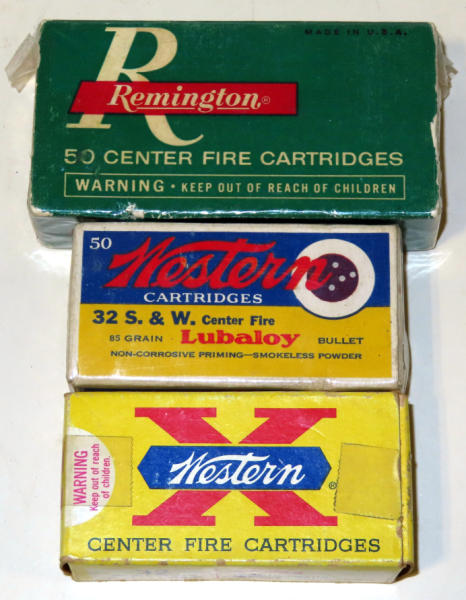 MADE IN U.S.A.
R
Remington®
50 CENTER FIRE CARTRIDGES
WARNING • KEEP OUT OF REACH OF CHILDREN
50 Western
CARTRIDGES
32 S. & W. Center Fire
85 GRAIN Lubaloy BULLET
NON-CORROSIVE PRIMING—SMOKELESS POWDER
X
Western®
WARNING
Keep out of reach
of children.
CENTER FIRE CARTRIDGES